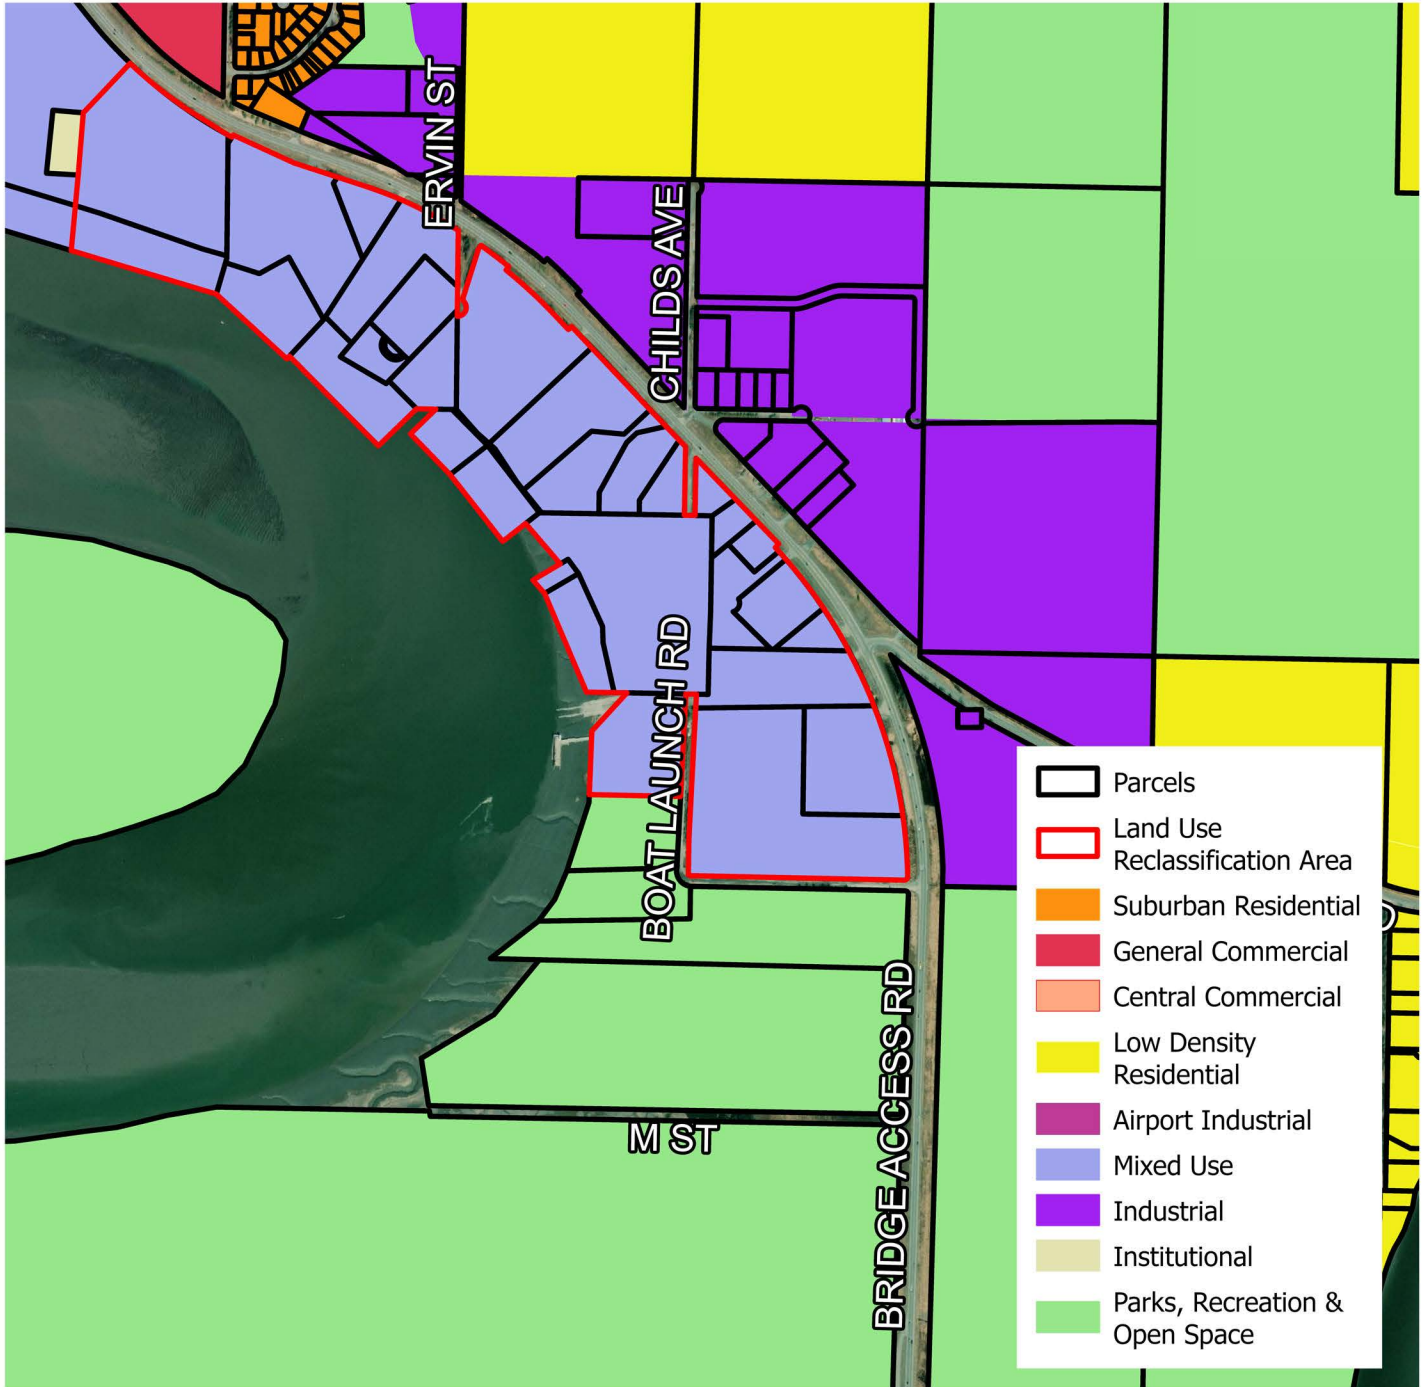 ERVIN ST
CHILDS AVE
BOAT LAUNCH RD
BRIDGE ACCESS RD
M ST
Parcels
Land Use
Reclassification Area
Suburban Residential
General Commercial
Central Commercial
Low Density
Residential
Airport Industrial
Mixed Use
Industrial
Institutional
Parks, Recreation &
Open Space